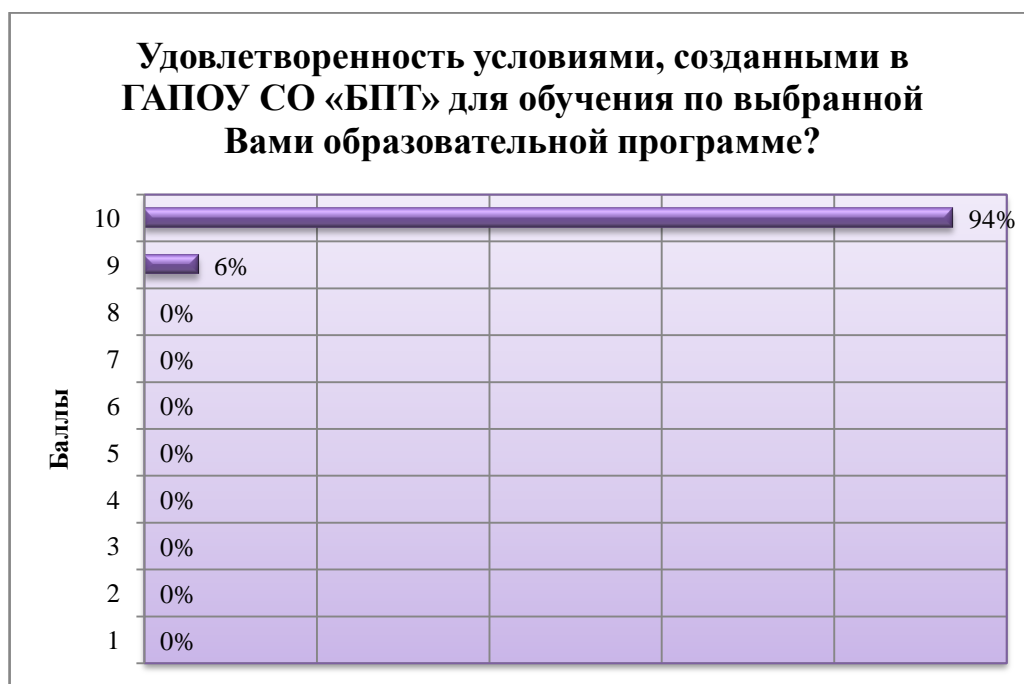 Удовлетворенность условиями, созданными в
ГАПОУ СО «БПТ» для обучения по выбранной
Вами образовательной программе?
Баллы
10 94%
9 6%
8 0%
7 0%
6 0%
5 0%
4 0%
3 0%
2 0%
1 0%